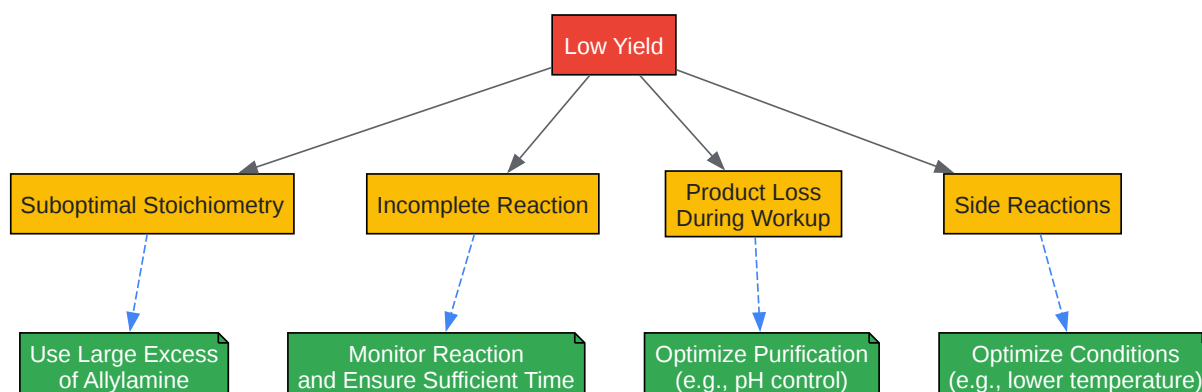 Low Yield
Suboptimal Stoichiometry
Incomplete Reaction
Product Loss
During Workup
Side Reactions
Use Large Excess
of Allylamine
Monitor Reaction
and Ensure Sufficient Time
Optimize Purification
(e.g., pH control)
Optimize Conditions
(e.g., lower temperature)